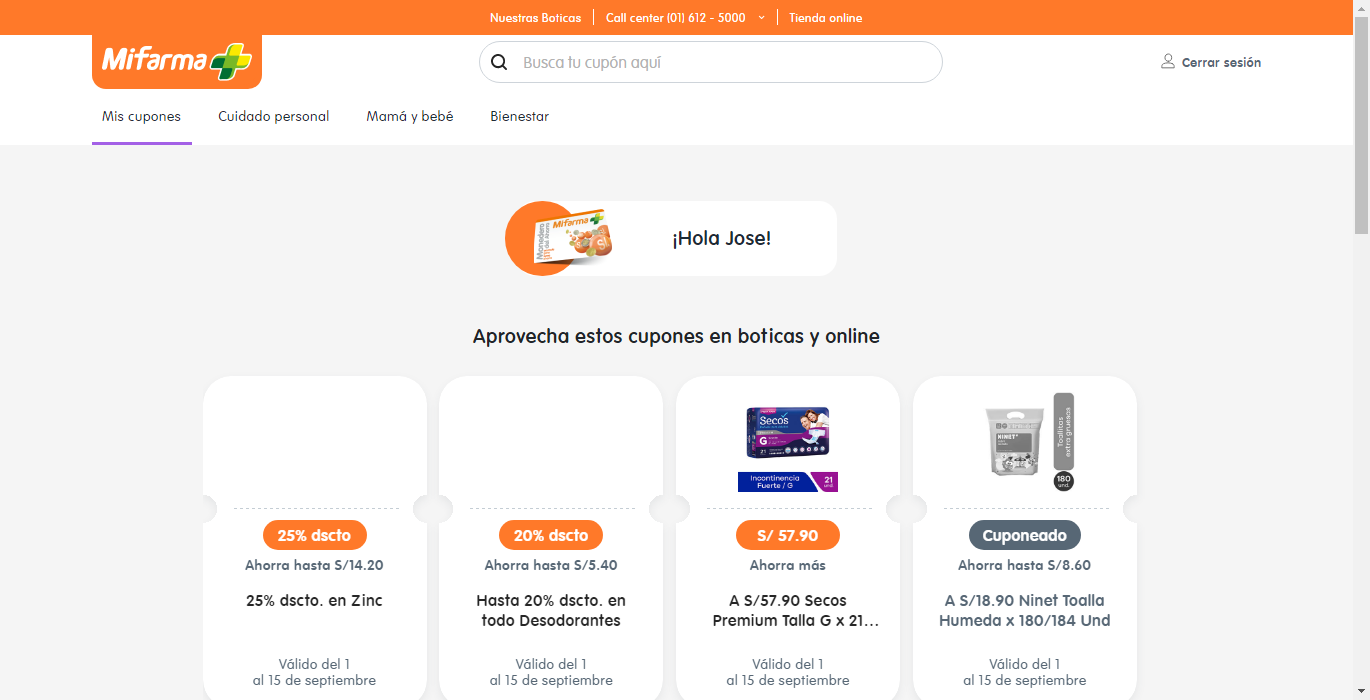 Nuestras Boticas
Call center (01) 612 - 5000
Tienda online
Mifarma
Busca tu cupón aquí
Cerrar sesión
Mis cupones
Cuidado personal
Mamá y bebé
Bienestar
Mifarma
Monedero
del Ahorro
¡Hola Jose!
Aprovecha estos cupones en boticas y online
25% dscto
Ahorra hasta S/14.20
25% dscto. en Zinc
Válido del 1
al 15 de septiembre
20% dscto
Ahorra hasta S/5.40
Hasta 20% dscto. en
todo Desodorantes
Válido del 1
al 15 de septiembre
Secos
G
21
Incontinencia
Fuerte / G
21
und
S/ 57.90
Ahorra más
A S/57.90 Secos
Premium Talla G x 21...
Válido del 1
al 15 de septiembre
NINET
Toallitas
extra gruesas
180
und.
Cuponeado
Ahorra hasta S/8.60
A S/18.90 Ninet Toalla
Humeda x 180/184 Und
Válido del 1
al 15 de septiembre